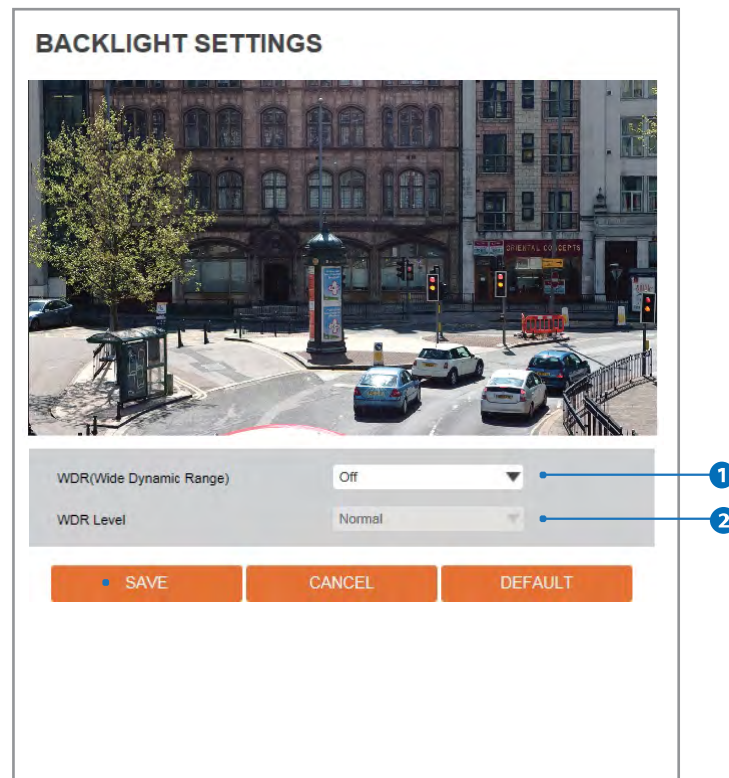 BACKLIGHT SETTINGS
ORIENTAL CONCEPTS
WDR(Wide Dynamic Range)
Off
1
WDR Level
Normal
2
SAVE
CANCEL
DEFAULT